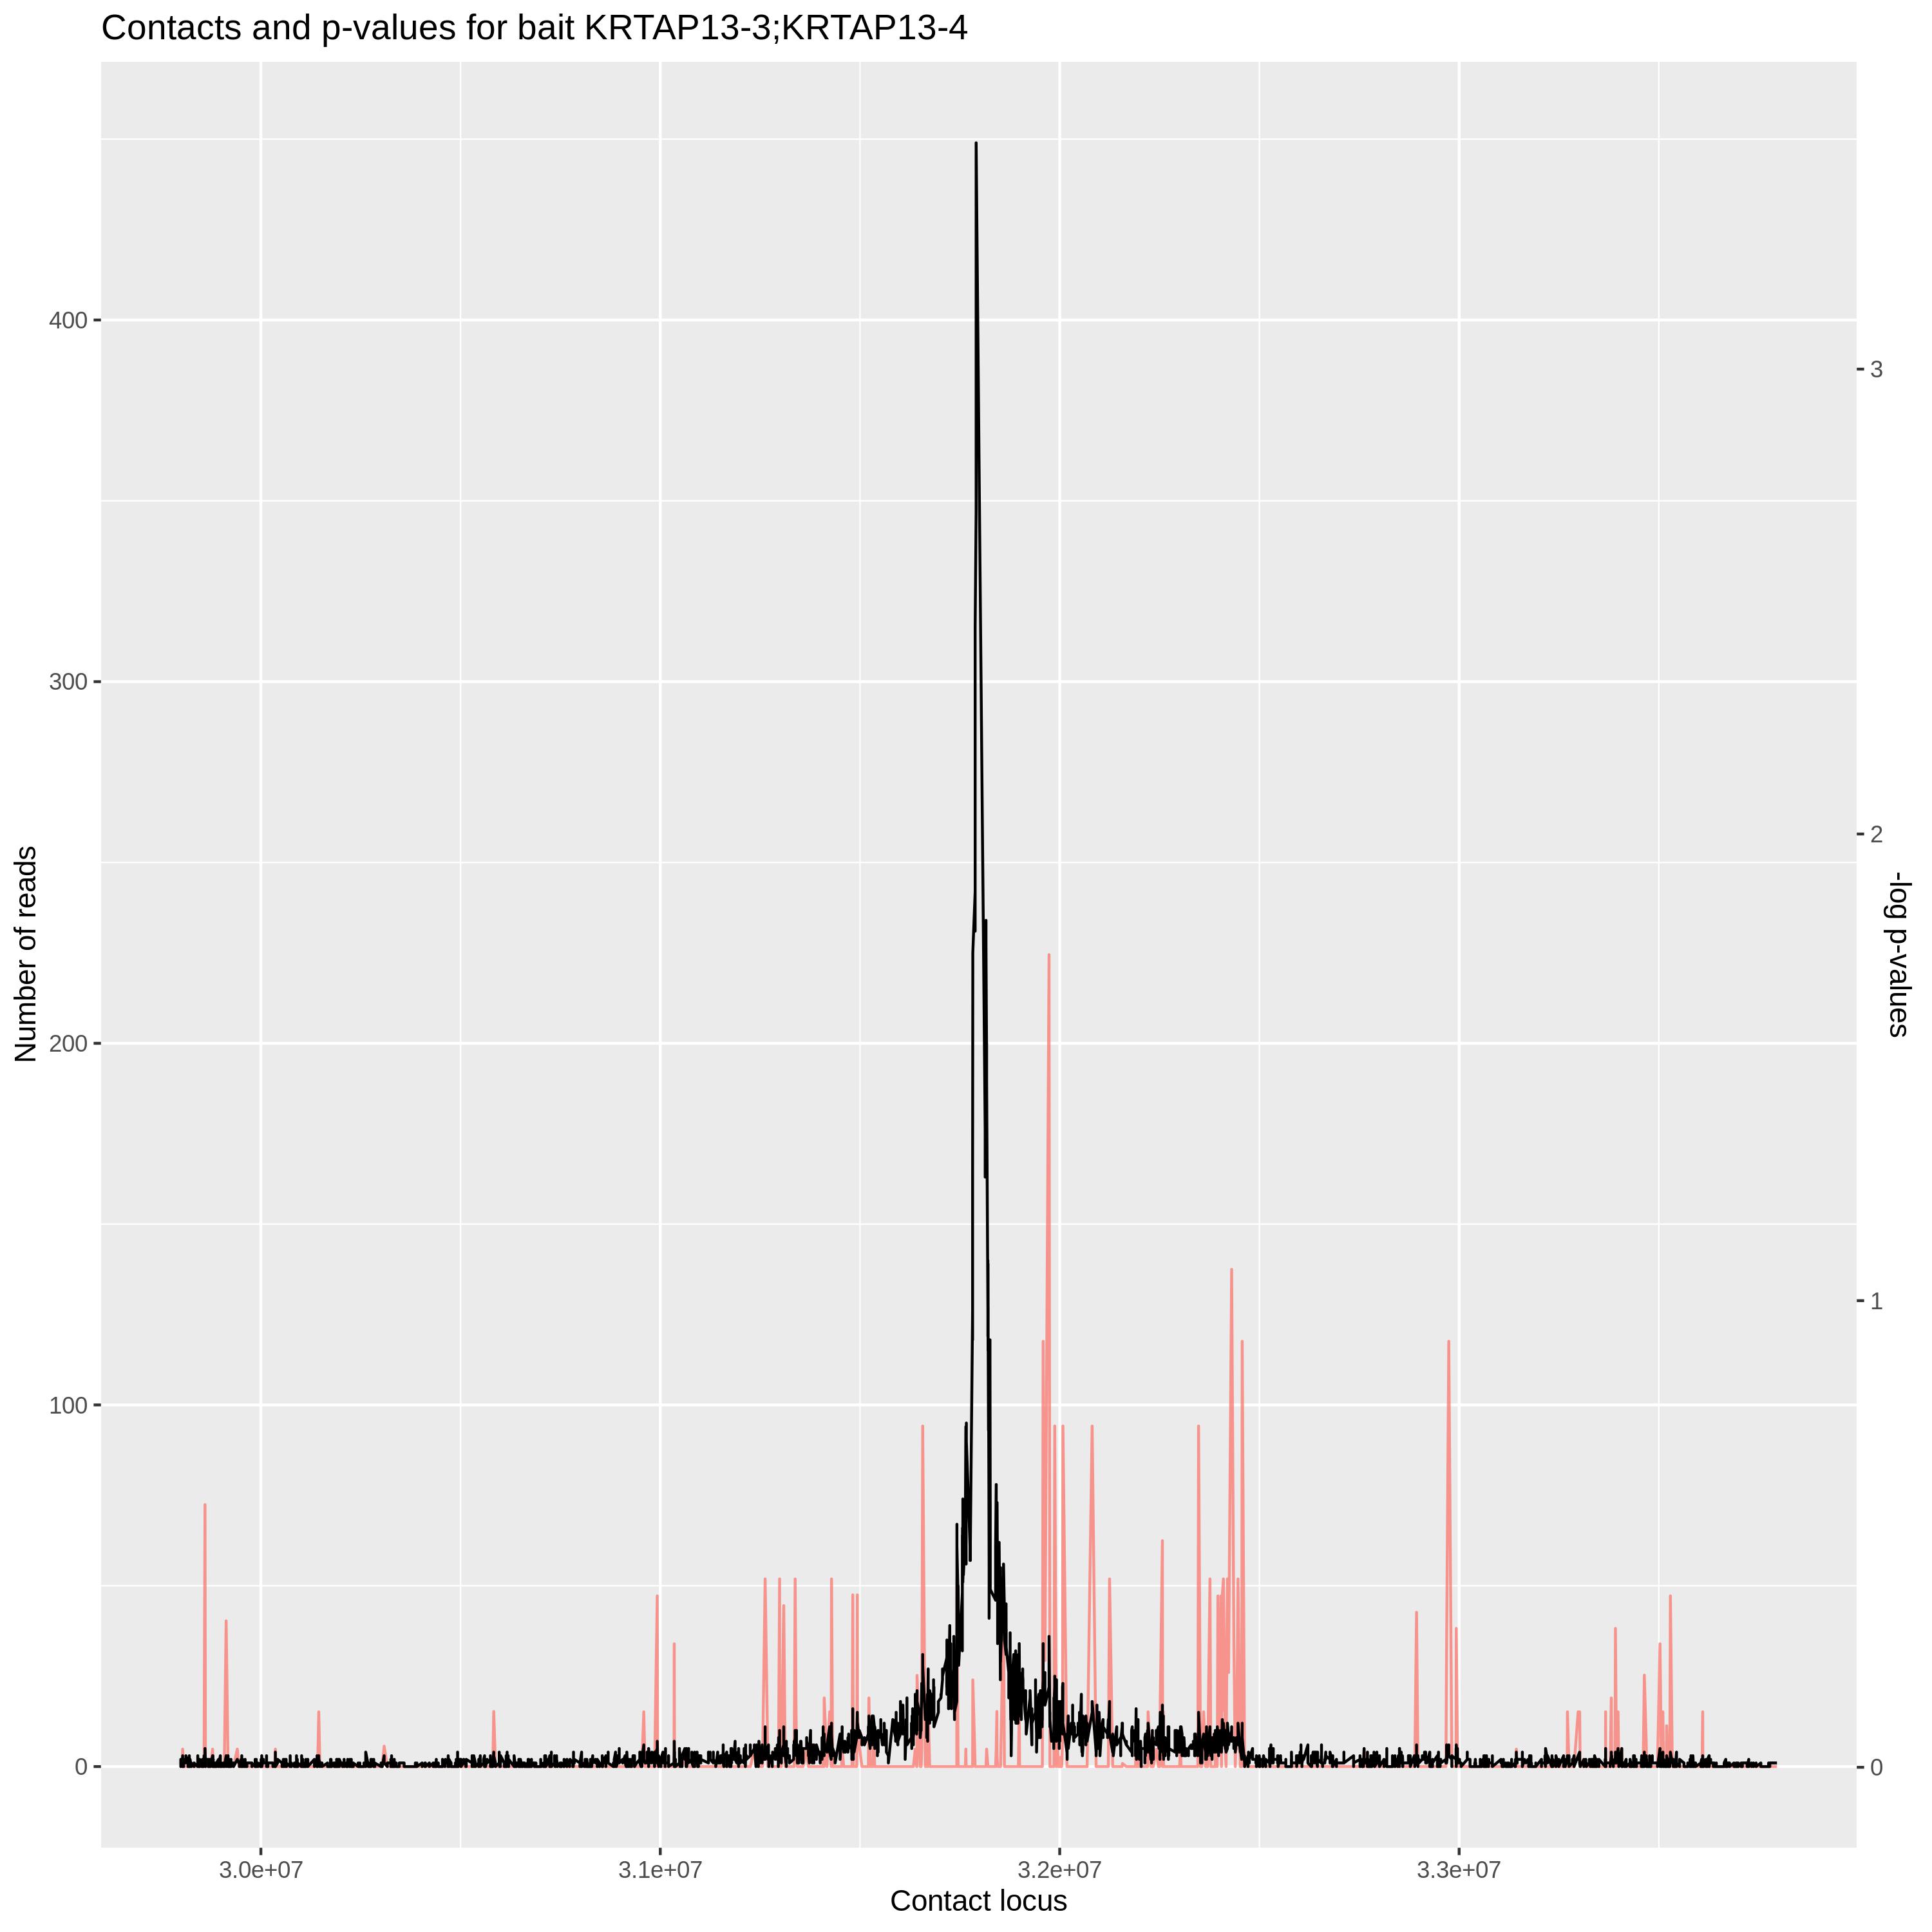 Contacts and p-values for bait KRTAP13-3;KRTAP13-4
Number of reads
400
300
200
100
0
3
2
1
0
-log p-values
3.0e+07
3.1e+07
3.2e+07
3.3e+07
Contact locus